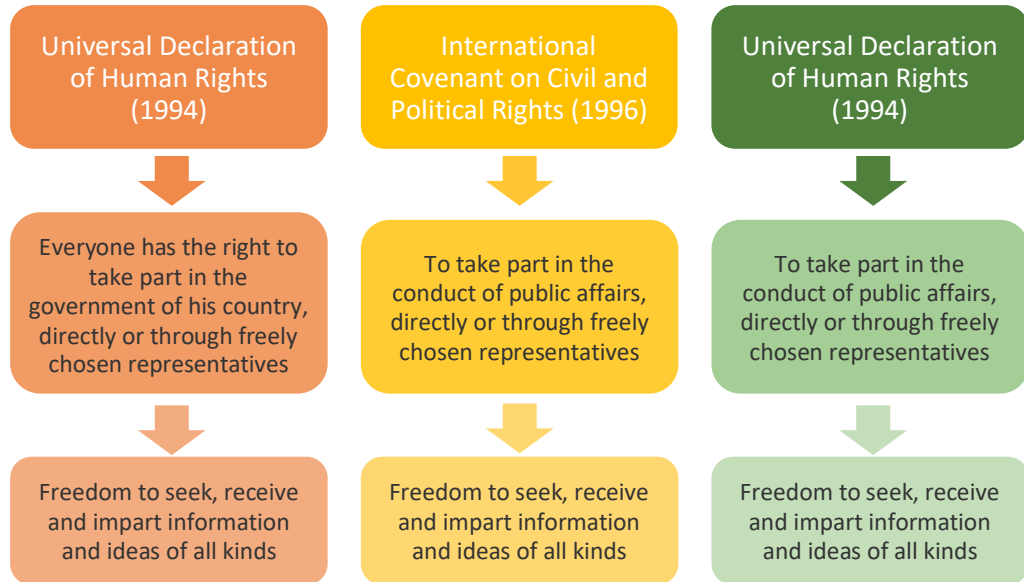 Universal Declaration
of Human Rights
(1994)
Everyone has the right to
take part in the
government of his country,
directly or through freely
chosen representatives
Freedom to seek, receive
and impart information
and ideas of all kinds
International
Covenant on Civil and
Political Rights (1996)
To take part in the
conduct of public affairs,
directly or through freely
chosen representatives
Freedom to seek, receive
and impart information
and ideas of all kinds
Universal Declaration
of Human Rights
(1994)
To take part in the
conduct of public affairs,
directly or through freely
chosen representatives
Freedom to seek, receive
and impart information
and ideas of all kinds